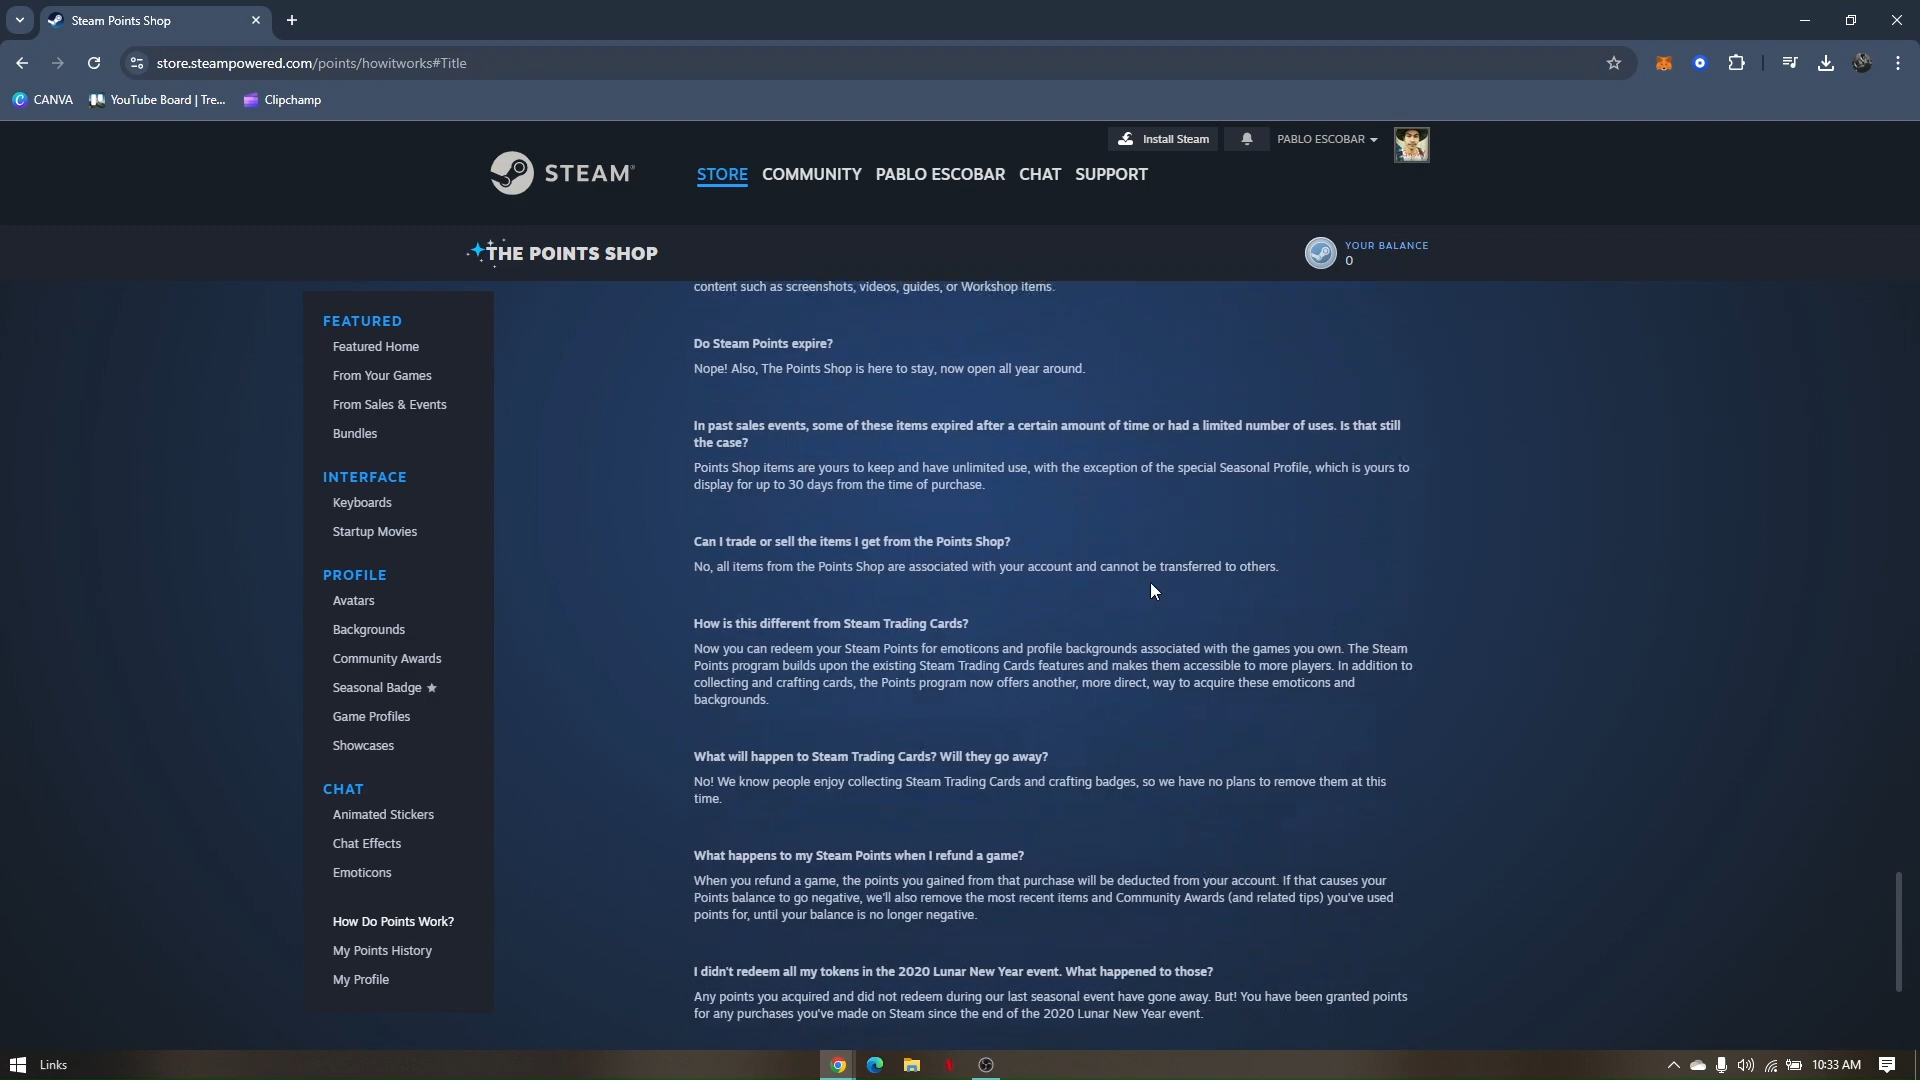 Steam Points Shop
store.steampowered.com/points/howitworks#Title
CANVA
YouTube Board | Tre...
Clipchamp
Install Steam
PABLO ESCOBAR
STEAM®
STORE
COMMUNITY
PABLO ESCOBAR
CHAT
SUPPORT
THE POINTS SHOP
YOUR BALANCE
0
FEATURED
Featured Home
From Your Games
From Sales & Events
Bundles
INTERFACE
Keyboards
Startup Movies
PROFILE
Avatars
Backgrounds
Community Awards
Seasonal Badge ★
Game Profiles
Showcases
CHAT
Animated Stickers
Chat Effects
Emoticons
How Do Points Work?
My Points History
My Profile
content such as screenshots, videos, guides, or Workshop items.
Do Steam Points expire?
Nope! Also, The Points Shop is here to stay, now open all year around.
In past sales events, some of these items expired after a certain amount of time or had a limited number of uses. Is that still
the case?
Points Shop items are yours to keep and have unlimited use, with the exception of the special Seasonal Profile, which is yours to
display for up to 30 days from the time of purchase.
Can I trade or sell the items I get from the Points Shop?
No, all items from the Points Shop are associated with your account and cannot be transferred to others.
How is this different from Steam Trading Cards?
Now you can redeem your Steam Points for emoticons and profile backgrounds associated with the games you own. The Steam
Points program builds upon the existing Steam Trading Cards features and makes them accessible to more players. In addition to
collecting and crafting cards, the Points program now offers another, more direct, way to acquire these emoticons and
backgrounds.
What will happen to Steam Trading Cards? Will they go away?
No! We know people enjoy collecting Steam Trading Cards and crafting badges, so we have no plans to remove them at this
time.
What happens to my Steam Points when I refund a game?
When you refund a game, the points you gained from that purchase will be deducted from your account. If that causes your
Points balance to go negative, we'll also remove the most recent items and Community Awards (and related tips) you've used
points for, until your balance is no longer negative.
I didn't redeem all my tokens in the 2020 Lunar New Year event. What happened to those?
Any points you acquired and did not redeem during our last seasonal event have gone away. But! You have been granted points
for any purchases you've made on Steam since the end of the 2020 Lunar New Year event.
Links
10:33 AM